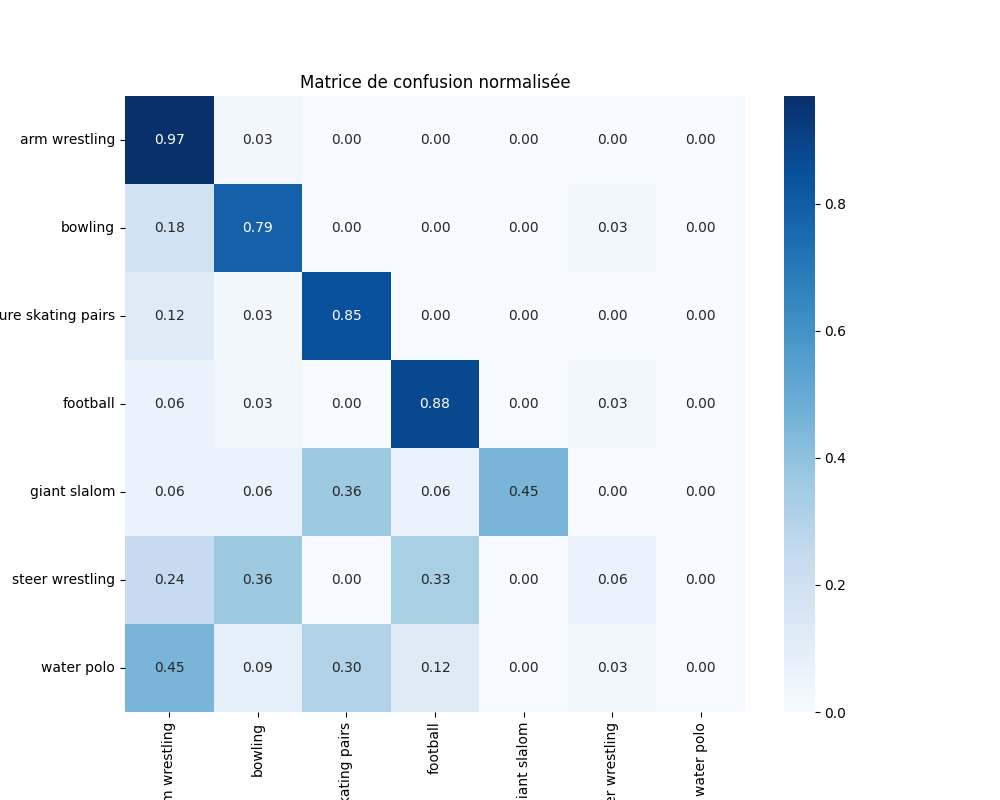 Matrice de confusion normalisée
arm wrestling 0.97 0.03 0.00 0.00 0.00 0.00 0.00
bowling 0.18 0.79 0.00 0.00 0.00 0.03 0.00
ure skating pairs 0.12 0.03 0.85 0.00 0.00 0.00 0.00
football 0.06 0.03 0.00 0.88 0.00 0.03 0.00
giant slalom 0.06 0.06 0.36 0.06 0.45 0.00 0.00
steer wrestling 0.24 0.36 0.00 0.33 0.00 0.06 0.00
water polo 0.45 0.09 0.30 0.12 0.00 0.03 0.00
m wrestling
bowling
kating pairs
football
iant slalom
er wrestling
water polo
0.8
0.6
0.4
0.2
0.0